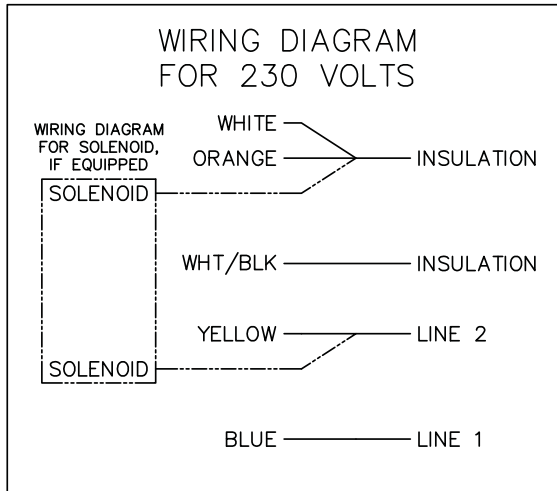 WIRING DIAGRAM
FOR 230 VOLTS
WIRING DIAGRAM
FOR SOLENOID,
IF EQUIPPED
WHITE
ORANGE
INSULATION
SOLENOID
WHT/BLK
INSULATION
YELLOW
LINE 2
SOLENOID
BLUE
LINE 1